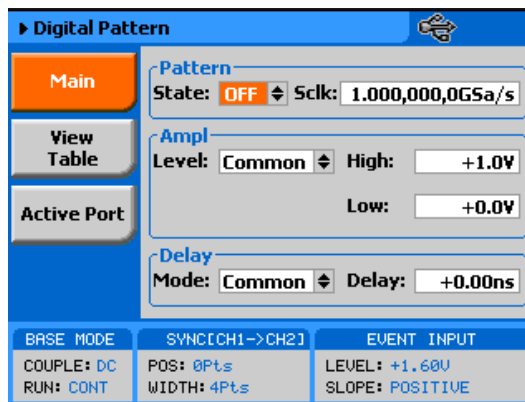 Digital Pattern
Main
Pattern
State: OFF Sclk: 1.000,000,0GSa/s
View
Table
Ampl
Level: Common High: +1.0V
Low: +0.0V
Active Port
Delay
Mode: Common Delay: +0.00ns
BASE MODE SYNC[CH1->CH2] EVENT INPUT
COUPLE: DC POS: 0Pts LEVEL: +1.60V
RUN: CONT WIDTH: 4Pts SLOPE: POSITIVE